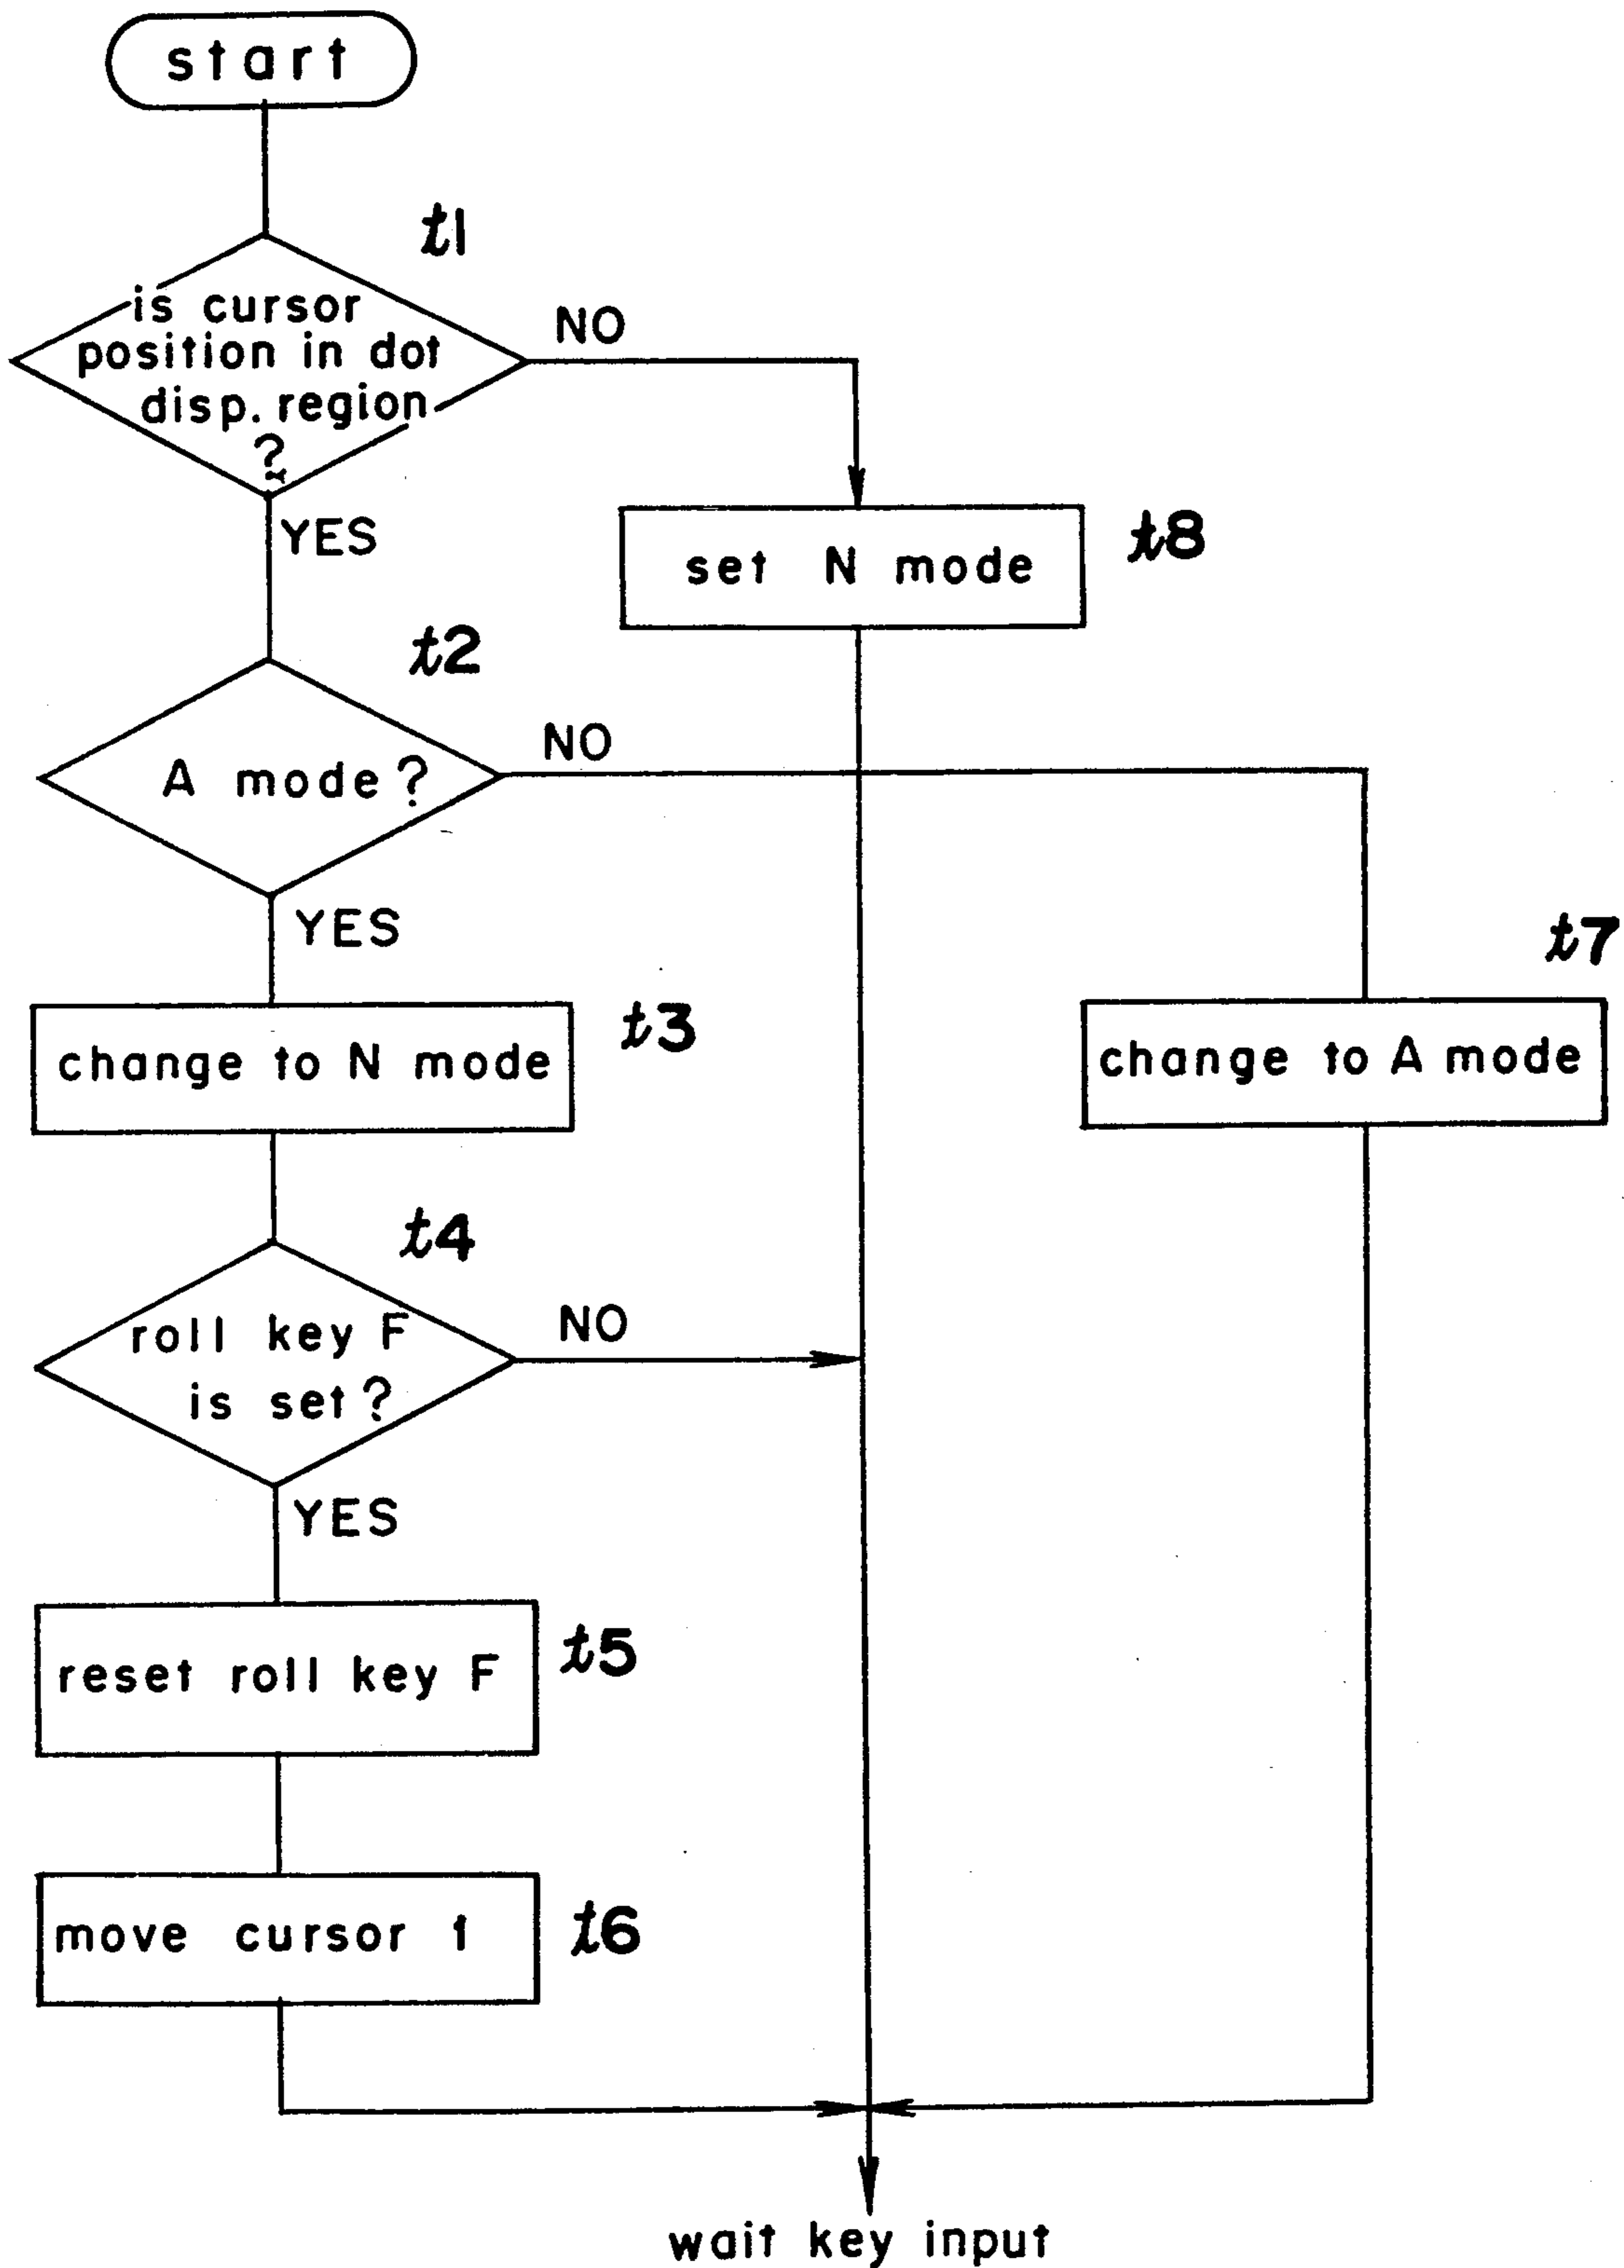 start
t1
is cursor
position in dot
disp. region
?
NO
YES
set N mode
t8
t2
A mode?
NO
YES
t7
change to N mode
t3
change to A mode
t4
roll key F
is set?
NO
YES
reset roll key F
t5
move cursor 1
t6
wait key input